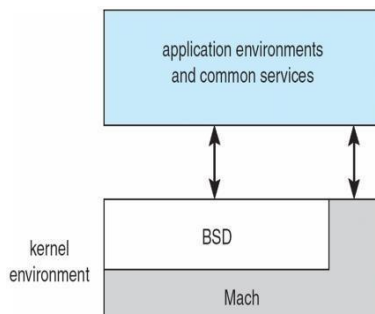 application environments
and common services
BSD
kernel
environment
Mach